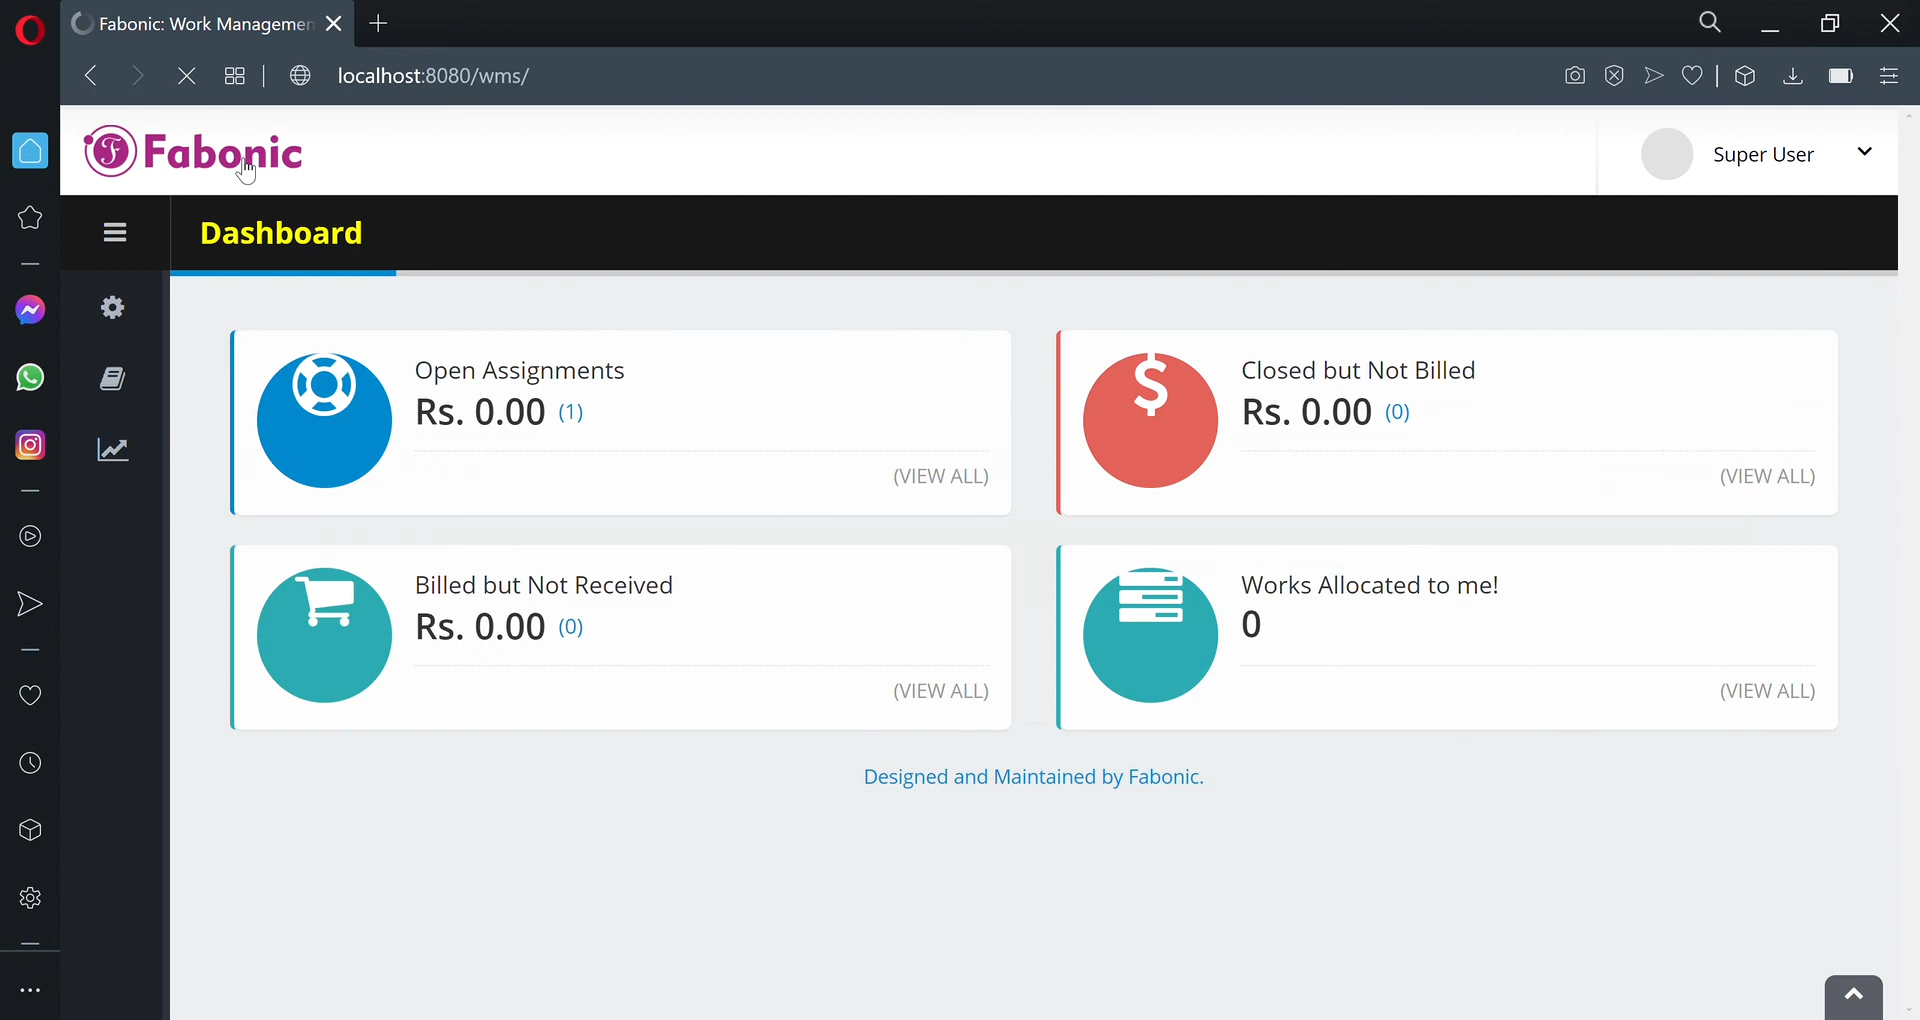 Fabonic: Work Managemen
localhost:8080/wms/
Fabonic
Super User
Dashboard
Open Assignments
Rs. 0.00 (1)
(VIEW ALL)
Closed but Not Billed
Rs. 0.00 (0)
(VIEW ALL)
Billed but Not Received
Rs. 0.00 (0)
(VIEW ALL)
Works Allocated to me!
0
(VIEW ALL)
Designed and Maintained by Fabonic.